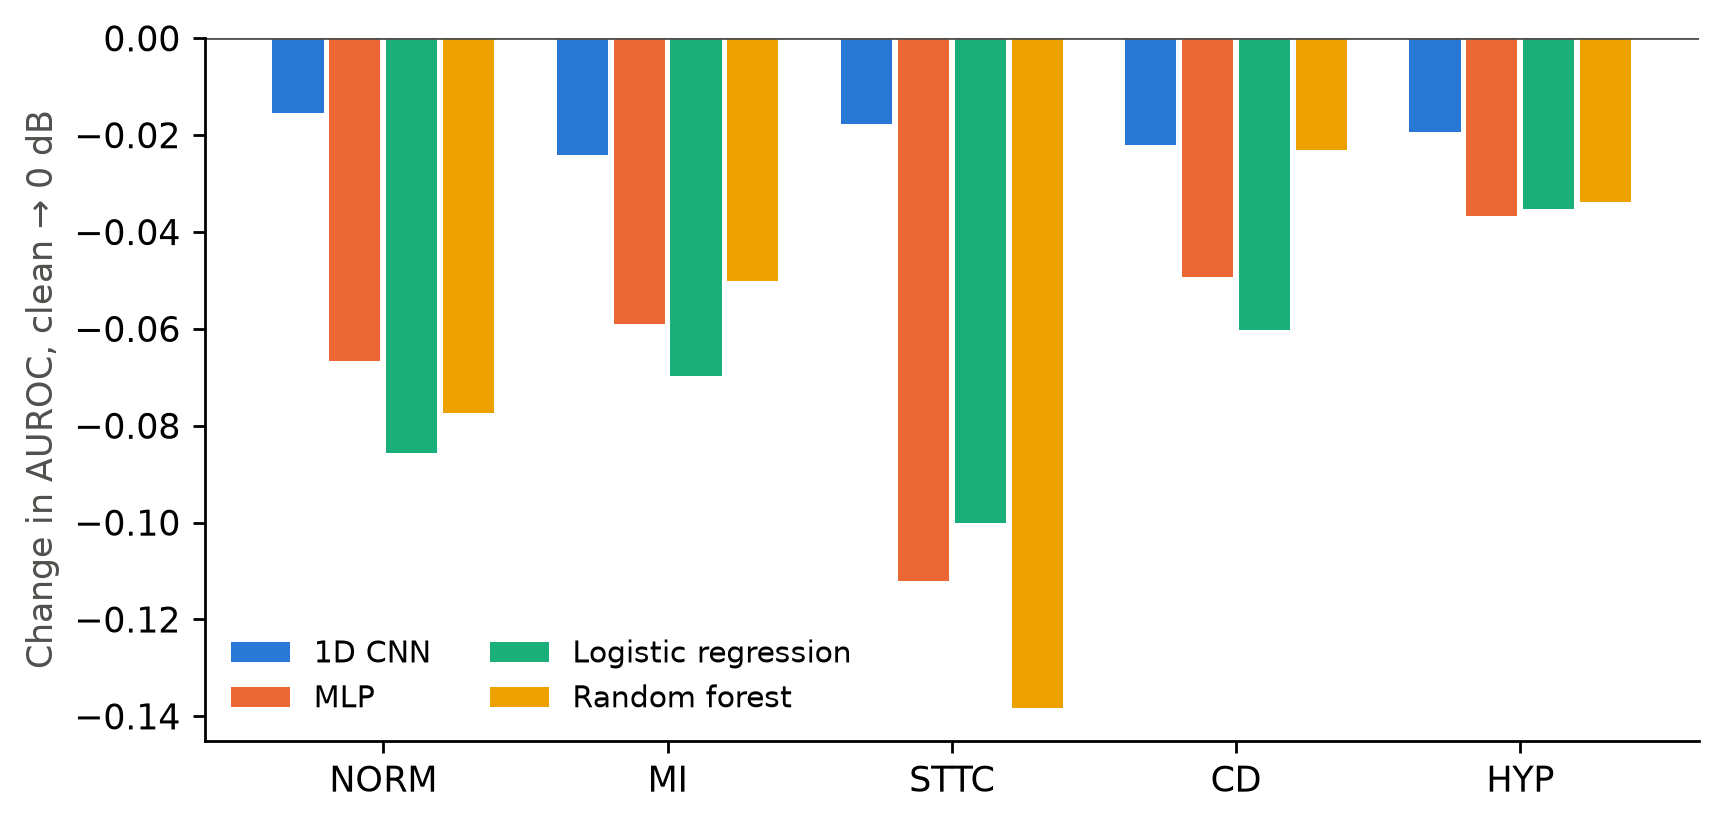 Change in AUROC, clean → 0 dB
0.00
−0.02
−0.04
−0.06
−0.08
−0.10
−0.12
−0.14
1D CNN
MLP
Logistic regression
Random forest
NORM
MI
STTC
CD
HYP